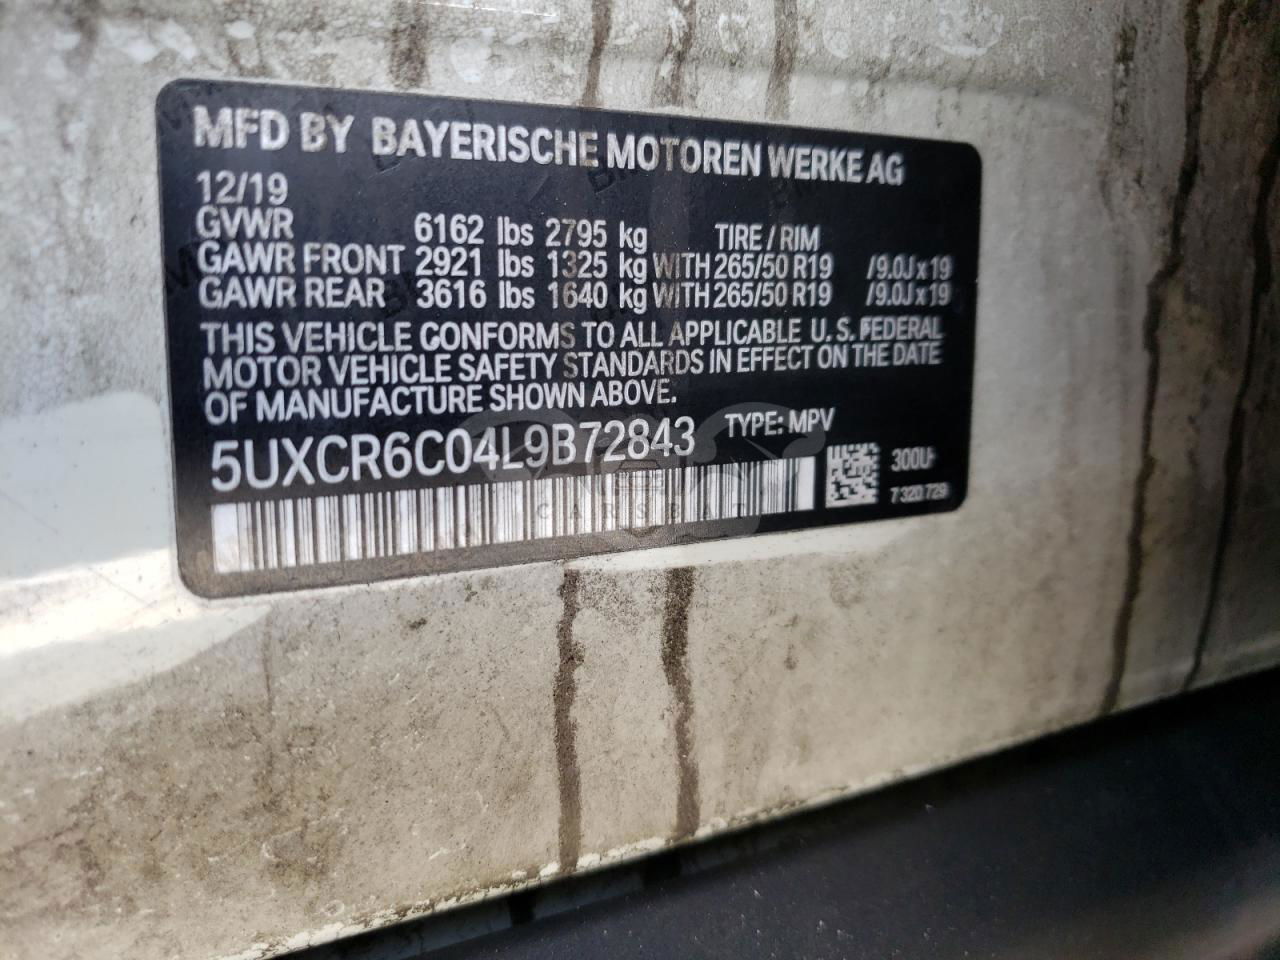 MFD BY BAYERISCHE MOTOREN WERKE AG
12/19
GVWR 6162 lbs 2795 kg TIRE / RIM
GAWR FRONT 2921 lbs 1325 kg WITH 265/50 R19 /9.0J x 19
GAWR REAR 3616 lbs 1640 kg WITH 265/50 R19 /9.0J x 19
THIS VEHICLE CONFORMS TO ALL APPLICABLE U.S. FEDERAL
MOTOR VEHICLE SAFETY STANDARDS IN EFFECT ON THE DATE
OF MANUFACTURE SHOWN ABOVE.
5UXCR6C04L9B72843 TYPE: MPV
300U
7 320 729